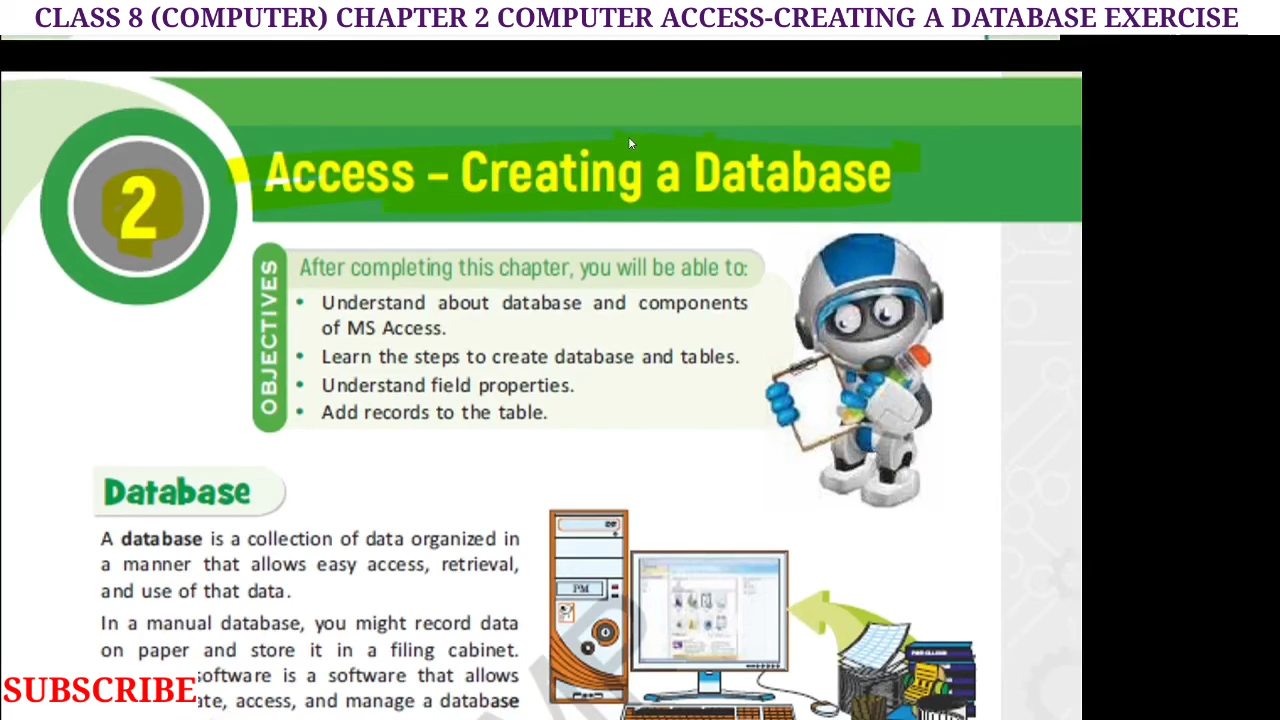 CLASS 8 (COMPUTER) CHAPTER 2 COMPUTER ACCESS-CREATING A DATABASE EXERCISE
2
Access – Creating a Database
OBJECTIVES
After completing this chapter, you will be able to:
• Understand about database and components
of MS Access.
• Learn the steps to create database and tables.
• Understand field properties.
• Add records to the table.
Database
A database is a collection of data organized in
a manner that allows easy access, retrieval,
and use of that data.
In a manual database, you might record data
on paper and store it in a filing cabinet.
software is a software that allows
access, and manage a database
SUBSCRIBE
PM